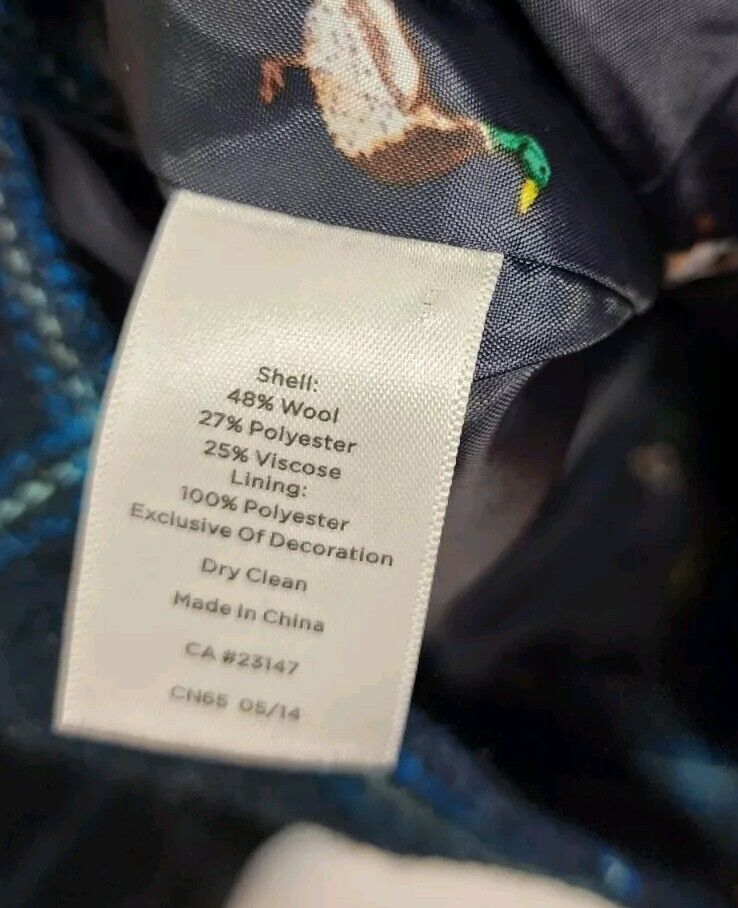 Shell:
48% Wool
27% Polyester
25% Viscose
Lining:
100% Polyester
Exclusive Of Decoration
Dry Clean
Made in China
CA #23147
CN65 05/14